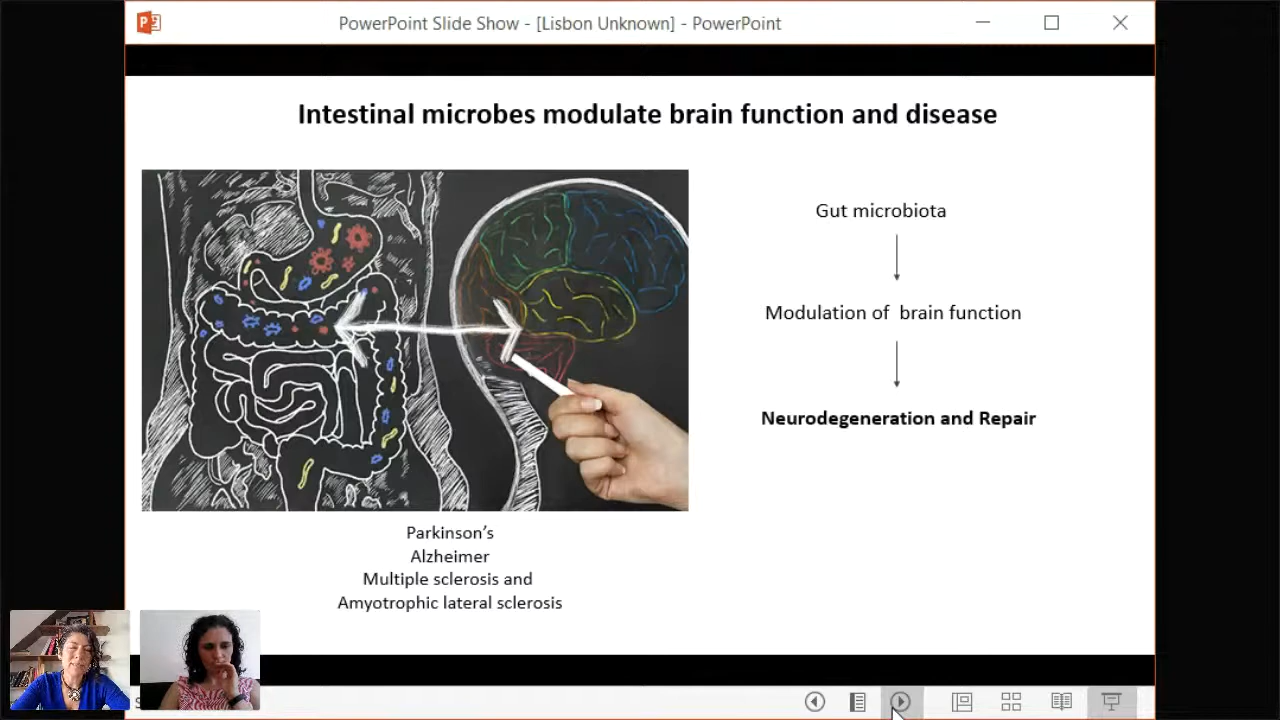 PowerPoint Slide Show - [Lisbon Unknown] - PowerPoint
Intestinal microbes modulate brain function and disease
Gut microbiota
Modulation of brain function
Neurodegeneration and Repair
Parkinson’s
Alzheimer
Multiple sclerosis and
Amyotrophic lateral sclerosis